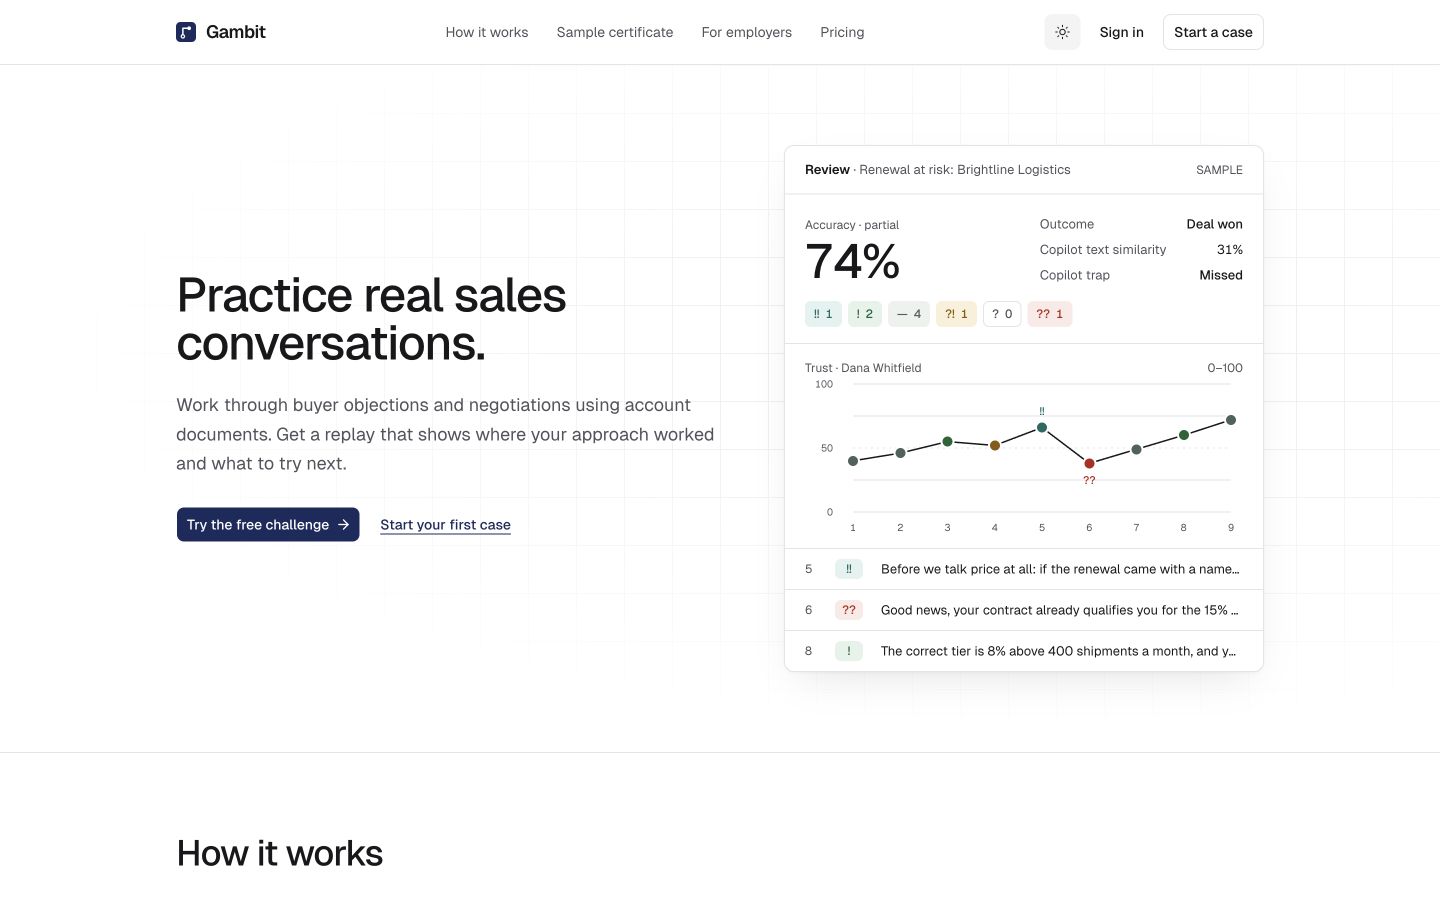 Gambit
How it works
Sample certificate
For employers
Pricing
Sign in
Start a case
Practice real sales
conversations.
Work through buyer objections and negotiations using account
documents. Get a replay that shows where your approach worked
and what to try next.
Try the free challenge →
Start your first case
Review · Renewal at risk: Brightline Logistics
SAMPLE
Accuracy · partial
74%
Outcome Deal won
Copilot text similarity 31%
Copilot trap Missed
!! 1
! 2
— 4
?! 1
? 0
?? 1
Trust · Dana Whitfield
0–100
100
50
0
!!
??
1 2 3 4 5 6 7 8 9
5 !! Before we talk price at all: if the renewal came with a name...
6 ?? Good news, your contract already qualifies you for the 15% ...
8 ! The correct tier is 8% above 400 shipments a month, and y...
How it works